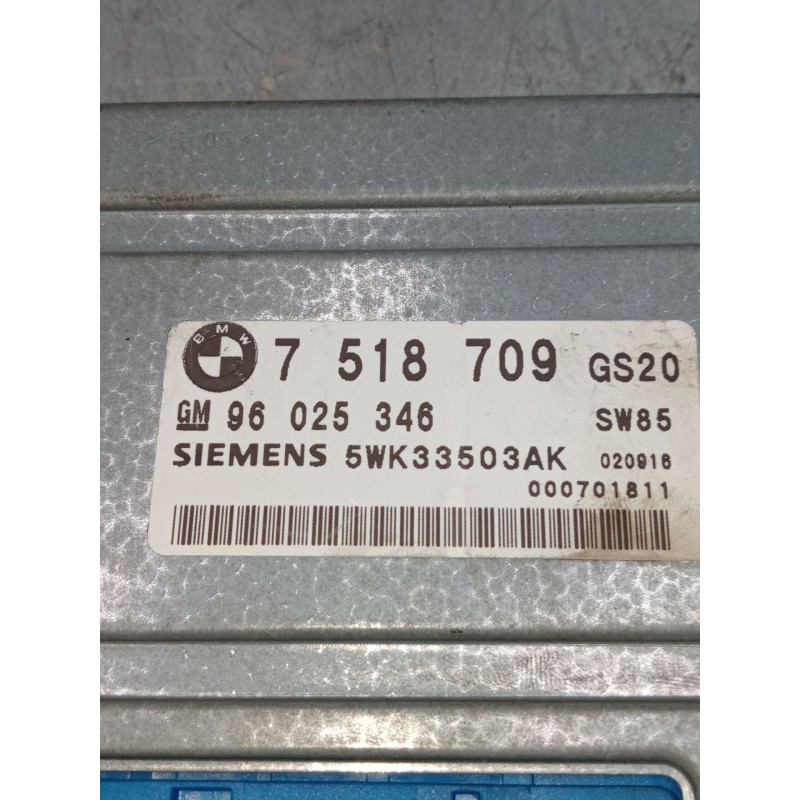 BMW 7 518 709 GS20
GM 96 025 346 SW85
SIEMENS 5WK33503AK 020916
000701811